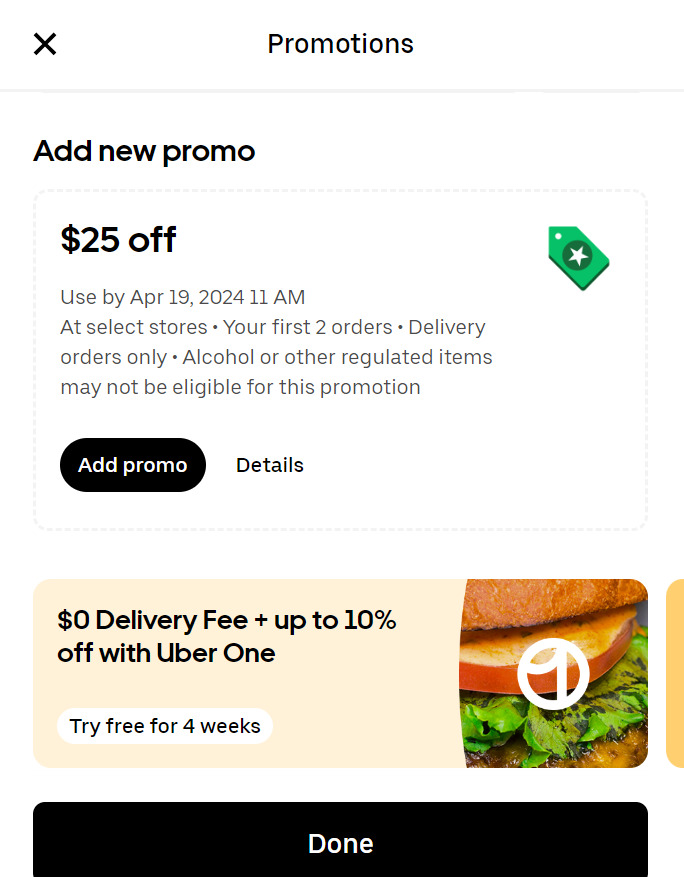 Promotions
Add new promo
$25 off
Use by Apr 19, 2024 11 AM
At select stores • Your first 2 orders • Delivery
orders only • Alcohol or other regulated items
may not be eligible for this promotion
Add promo
Details
$0 Delivery Fee + up to 10%
off with Uber One
Try free for 4 weeks
Done